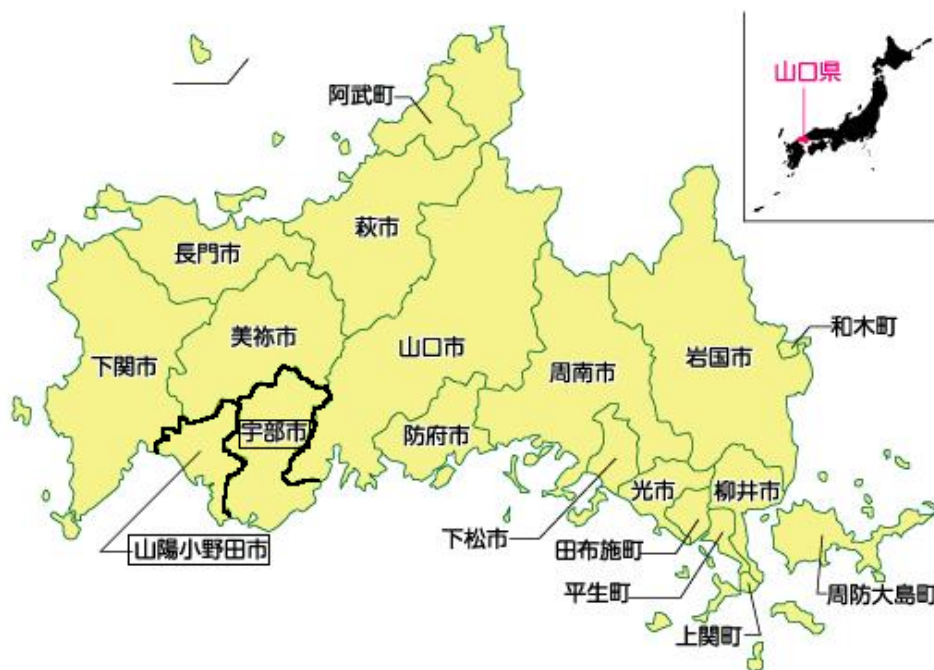 山口県
阿武町
萩市
長門市
美祢市
和木町
山口市
岩国市
下関市
周南市
宇部市
防府市
光市
柳井市
下松市
田布施町
山陽小野田市
平生町
周防大島町
上関町